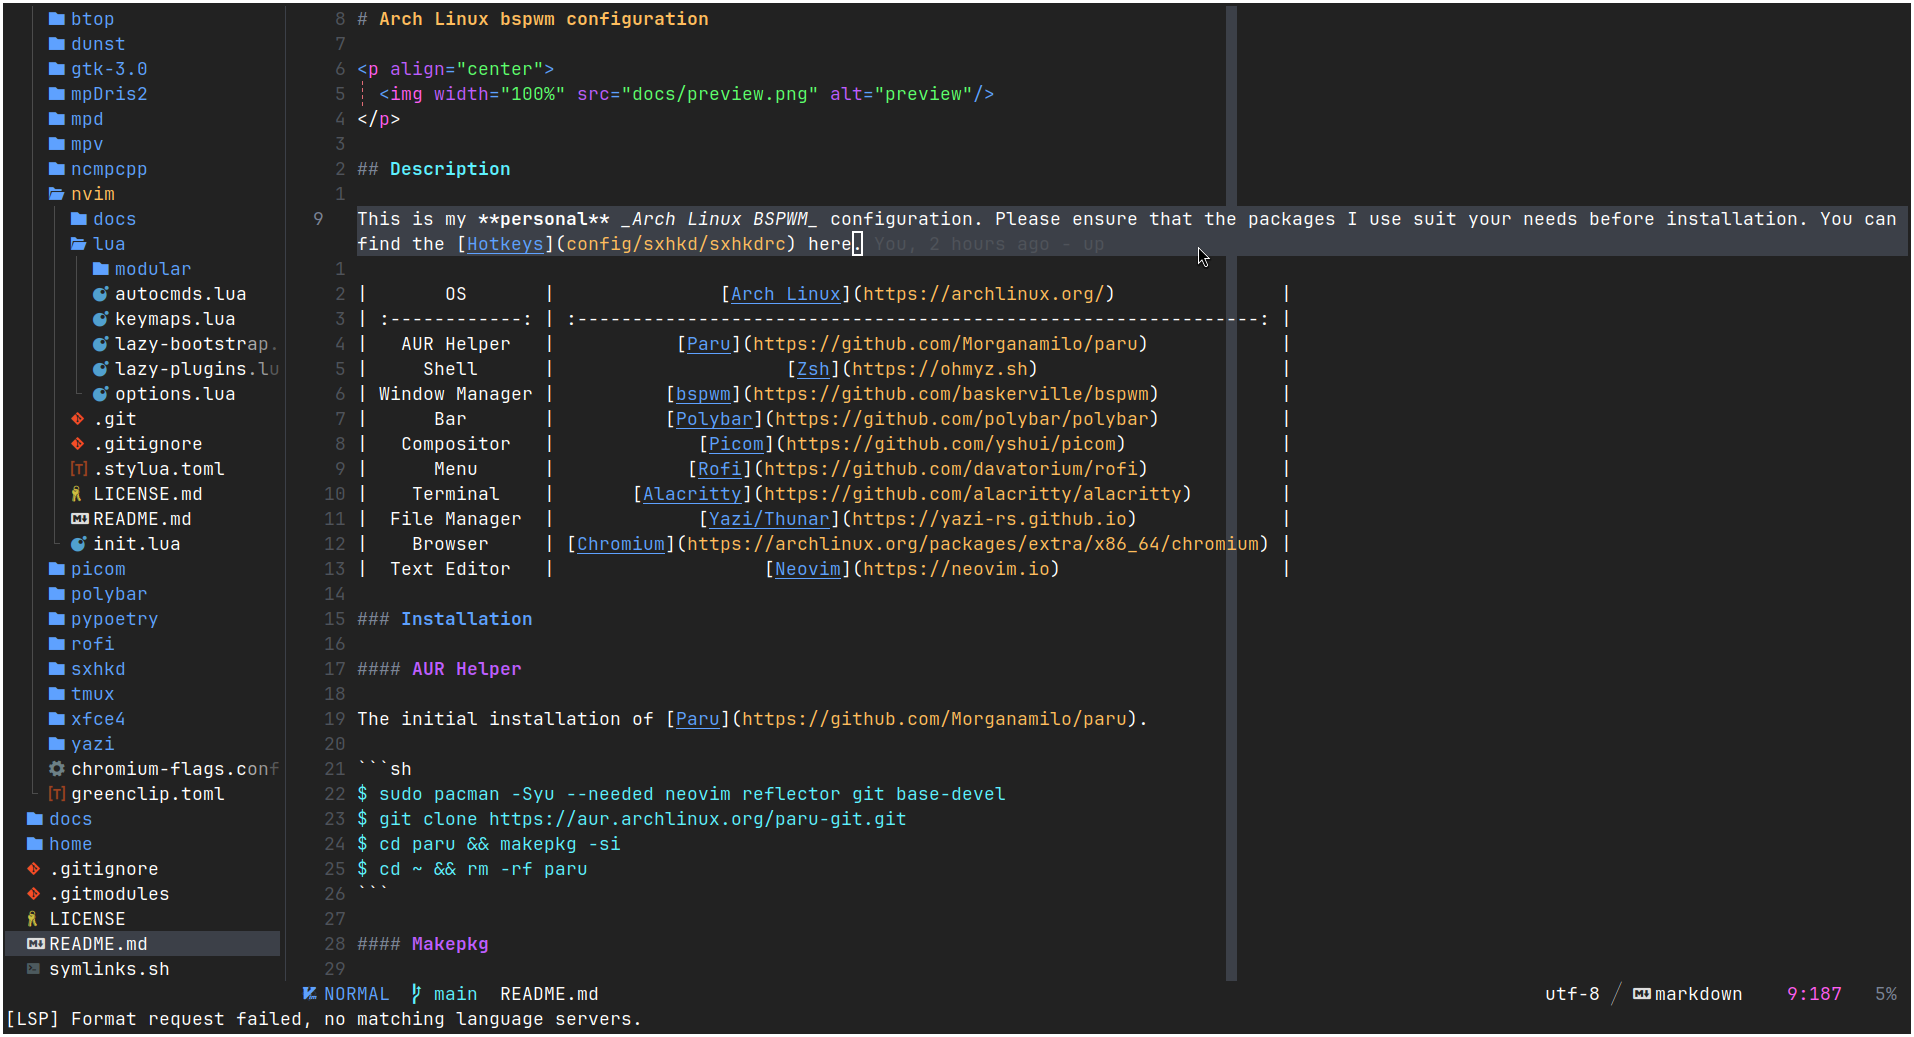 btop
dunst
gtk-3.0
mpDris2
mpd
mpv
ncmpcpp
nvim
docs
lua
modular
autocmds.lua
keymaps.lua
lazy-bootstrap.
lazy-plugins.lu
options.lua
.git
.gitignore
.stylua.toml
LICENSE.md
README.md
init.lua
picom
polybar
pypoetry
rofi
sxhkd
tmux
xfce4
yazi
chromium-flags.conf
greenclip.toml
docs
home
.gitignore
.gitmodules
LICENSE
README.md
symlinks.sh
8 # Arch Linux bspwm configuration
7
6 <p align="center">
5 <img width="100%" src="docs/preview.png" alt="preview"/>
4 </p>
3
2 ## Description
1
9 This is my **personal** _Arch Linux BSPWM_ configuration. Please ensure that the packages I use suit your needs before installation. You can
find the [Hotkeys](config/sxhkd/sxhkdrc) here. You, 2 hours ago - up
1
2 | OS | [Arch Linux](https://archlinux.org/) |
3 | :------------: | :--------------------------------------------------------------: |
4 | AUR Helper | [Paru](https://github.com/Morganamilo/paru) |
5 | Shell | [Zsh](https://ohmyz.sh) |
6 | Window Manager | [bspwm](https://github.com/baskerville/bspwm) |
7 | Bar | [Polybar](https://github.com/polybar/polybar) |
8 | Compositor | [Picom](https://github.com/yshui/picom) |
9 | Menu | [Rofi](https://github.com/davatorium/rofi) |
10 | Terminal | [Alacritty](https://github.com/alacritty/alacritty) |
11 | File Manager | [Yazi/Thunar](https://yazi-rs.github.io) |
12 | Browser | [Chromium](https://archlinux.org/packages/extra/x86_64/chromium) |
13 | Text Editor | [Neovim](https://neovim.io) |
14
15 ### Installation
16
17 #### AUR Helper
18
19 The initial installation of [Paru](https://github.com/Morganamilo/paru).
20
21 ```sh
22 $ sudo pacman -Syu --needed neovim reflector git base-devel
23 $ git clone https://aur.archlinux.org/paru-git.git
24 $ cd paru && makepkg -si
25 $ cd ~ && rm -rf paru
26 ```
27
28 #### Makepkg
29
NORMAL main README.md utf-8 markdown 9:187 5%
[LSP] Format request failed, no matching language servers.